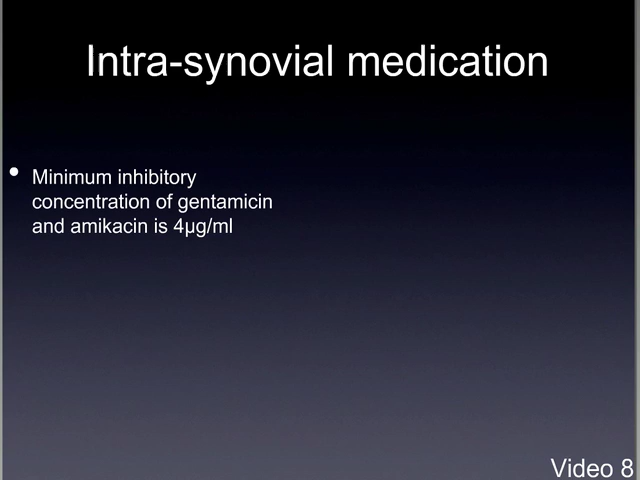 Intra-synovial medication
• Minimum inhibitory
concentration of gentamicin
and amikacin is 4µg/ml
Video 8